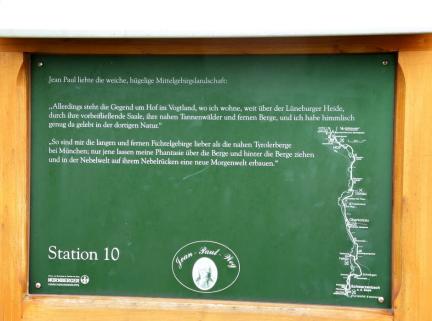 Jean Paul liebte die weiche, hügelige Mittelgebirgslandschaft:
„Allerdings steht die Gegend um Hof im Vogtland, wo ich wohne, weit über der Lüneburger Heide,
durch ihre vorbeifließende Saale, ihre nahen Tannenwälder und fernen Berge, und ich habe himmlisch
genug da gelebt in der dortigen Natur.“
„So sind mir die langen und fernen Fichtelgebirge lieber als die nahen Tyrolerberge
bei München; nur jene lassen meine Phantasie über die Berge und hinter die Berge ziehen
und in der Nebelwelt auf ihrem Nebelrücken eine neue Morgenwelt erbauen.“
Station 10
Jean-Paul-Weg
NÜRNBERGER
Schwarzenbach